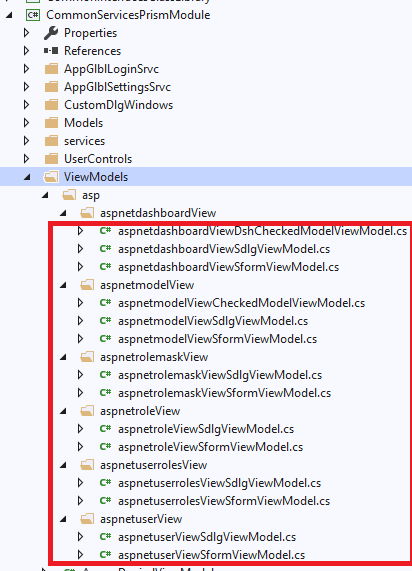 CommonServicesPrismModule
Properties
References
AppGlblLoginSrvc
AppGlblSettingsSrvc
CustomDlgWindows
Models
services
UserControls
ViewModels
asp
aspnetdashboardView
aspnetdashboardViewDshCheckedModelViewModel.cs
aspnetdashboardViewSdlgViewModel.cs
aspnetdashboardViewSformViewModel.cs
aspnetmodelView
aspnetmodelViewCheckedModelViewModel.cs
aspnetmodelViewSdlgViewModel.cs
aspnetmodelViewSformViewModel.cs
aspnetrolemaskView
aspnetrolemaskViewSdlgViewModel.cs
aspnetrolemaskViewSformViewModel.cs
aspnetroleView
aspnetroleViewSdlgViewModel.cs
aspnetroleViewSformViewModel.cs
aspnetuserrolesView
aspnetuserrolesViewSdlgViewModel.cs
aspnetuserrolesViewSformViewModel.cs
aspnetuserView
aspnetuserViewSdlgViewModel.cs
aspnetuserViewSformViewModel.cs